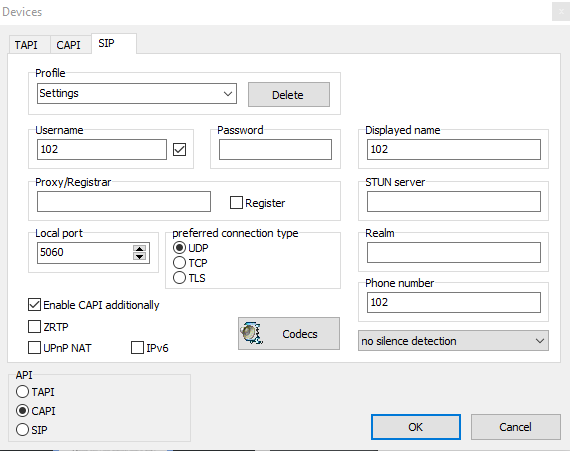 Devices
TAPI CAPI SIP
Profile
Settings
Delete
Username Password Displayed name
102 102
Proxy/Registrar STUN server
Register
Local port preferred connection type Realm
5060 UDP
TCP
TLS
Phone number
102
Enable CAPI additionally
ZRTP
Codecs
no silence detection
UPnP NAT IPv6
API
TAPI
CAPI
SIP
OK Cancel